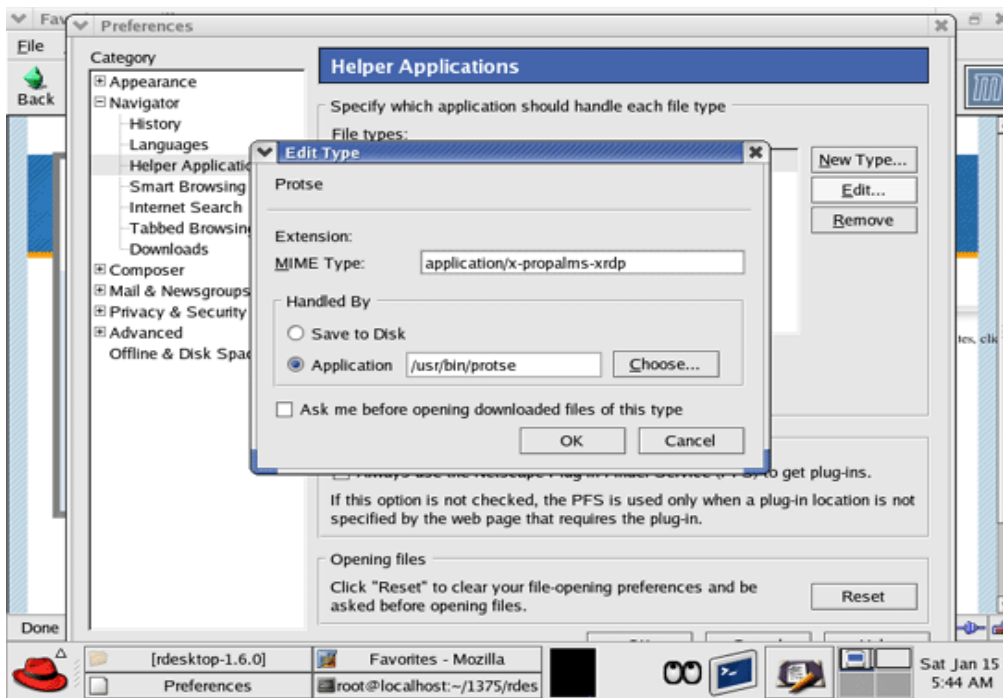 Fav
Preferences
File
Back
Category
Appearance
Navigator
History
Languages
Helper Applicatio
Smart Browsing
Internet Search
Tabbed Browsin
Downloads
Composer
Mail & Newsgroups
Privacy & Security
Advanced
Offline & Disk Spac
Helper Applications
Specify which application should handle each file type
File types:
New Type...
Edit...
Remove
Edit Type
Protse
Extension:
MIME Type: application/x-propalms-xrdp
Handled By
Save to Disk
Application /usr/bin/protse Choose...
Ask me before opening downloaded files of this type
OK Cancel
to get plug-ins.
If this option is not checked, the PFS is used only when a plug-in location is not
specified by the web page that requires the plug-in.
Opening files
Click "Reset" to clear your file-opening preferences and be
asked before opening files.
Reset
tes, clic
Done
[rdesktop-1.6.0]
Favorites - Mozilla
Preferences
root@localhost:~/1375/rdes
Sat Jan 15
5:44 AM